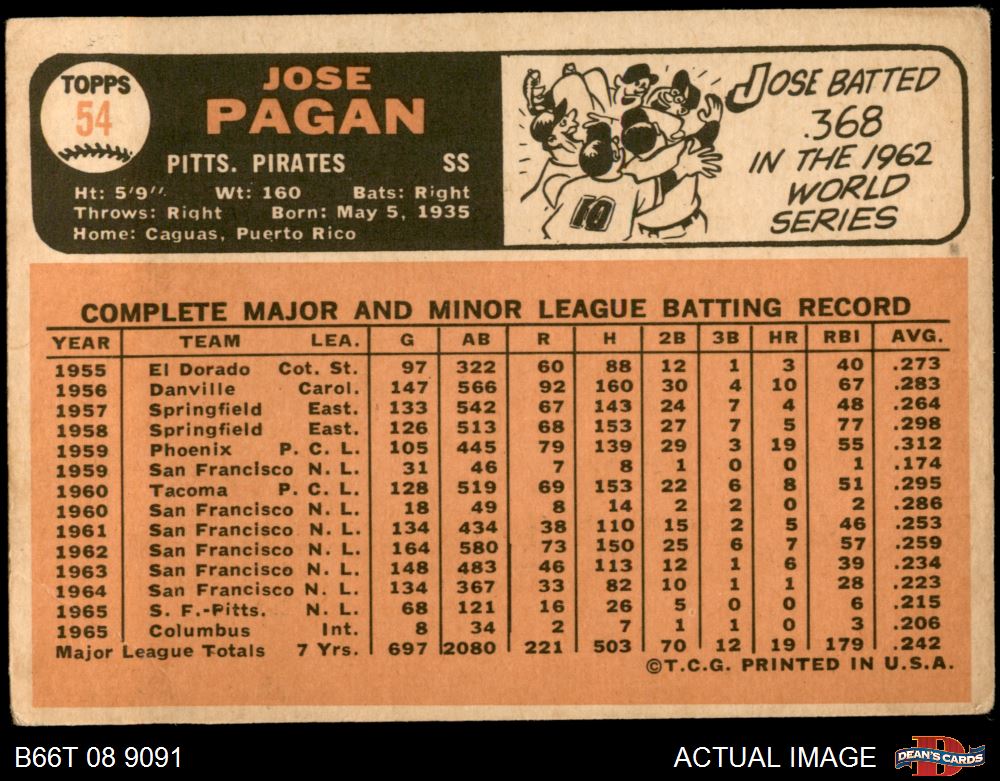 TOPPS
54
JOSE
PAGAN
PITTS. PIRATES SS
Ht: 5'9" Wt: 160 Bats: Right
Throws: Right Born: May 5, 1935
Home: Caguas, Puerto Rico
10
JOSE BATTED
.368
IN THE 1962
WORLD
SERIES
COMPLETE MAJOR AND MINOR LEAGUE BATTING RECORD
YEAR TEAM LEA. G AB R H 2B 3B HR RBI AVG.
1955 El Dorado Cot. St. 97 322 60 88 12 1 3 40 .273
1956 Danville Carol. 147 566 92 160 30 4 10 67 .283
1957 Springfield East. 133 542 67 143 24 7 4 48 .264
1958 Springfield East. 126 513 68 153 27 7 5 77 .298
1959 Phoenix P. C. L. 105 445 79 139 29 3 19 55 .312
1959 San Francisco N. L. 31 46 7 8 1 0 0 1 .174
1960 Tacoma P. C. L. 128 519 69 153 22 6 8 51 .295
1960 San Francisco N. L. 18 49 8 14 2 2 0 2 .286
1961 San Francisco N. L. 134 434 38 110 15 2 5 46 .253
1962 San Francisco N. L. 164 580 73 150 25 6 7 57 .259
1963 San Francisco N. L. 148 483 46 113 12 1 6 39 .234
1964 San Francisco N. L. 134 367 33 82 10 1 1 28 .223
1965 S. F.-Pitts. N. L. 68 121 16 26 5 0 0 6 .215
1965 Columbus Int. 8 34 2 7 1 1 0 3 .206
Major League Totals 7 Yrs. 697 2080 221 503 70 12 19 179 .242
©T.C.G. PRINTED IN U.S.A.
B66T 08 9091 ACTUAL IMAGE
D
DEAN'S CARDS